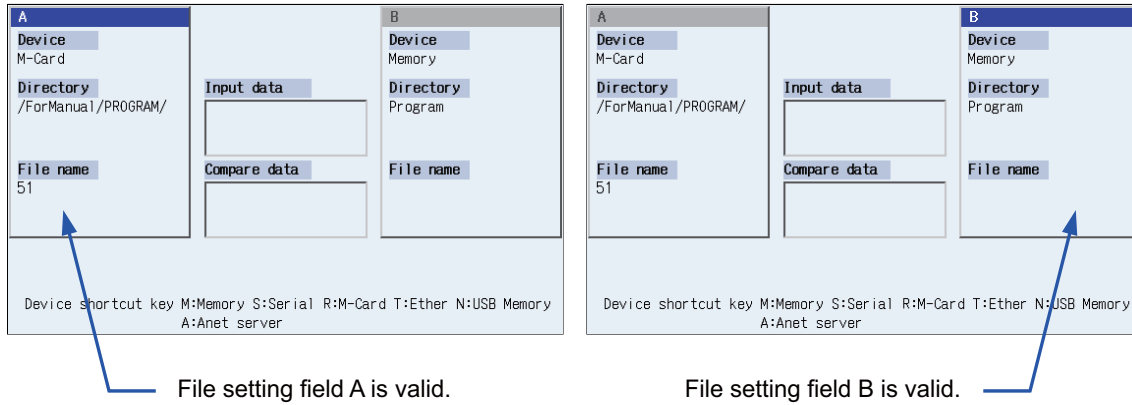 A
Device
M-Card
Directory
/ForManual/PROGRAM/
File name
51
Input data
Compare data
B
Device
Memory
Directory
Program
File name
Device shortcut key M:Memory S:Serial R:M-Card T:Ether N:USB Memory
A:Anet server
File setting field A is valid.
A
Device
M-Card
Directory
/ForManual/PROGRAM/
File name
51
Input data
Compare data
B
Device
Memory
Directory
Program
File name
Device shortcut key M:Memory S:Serial R:M-Card T:Ether N:USB Memory
A:Anet server
File setting field B is valid.